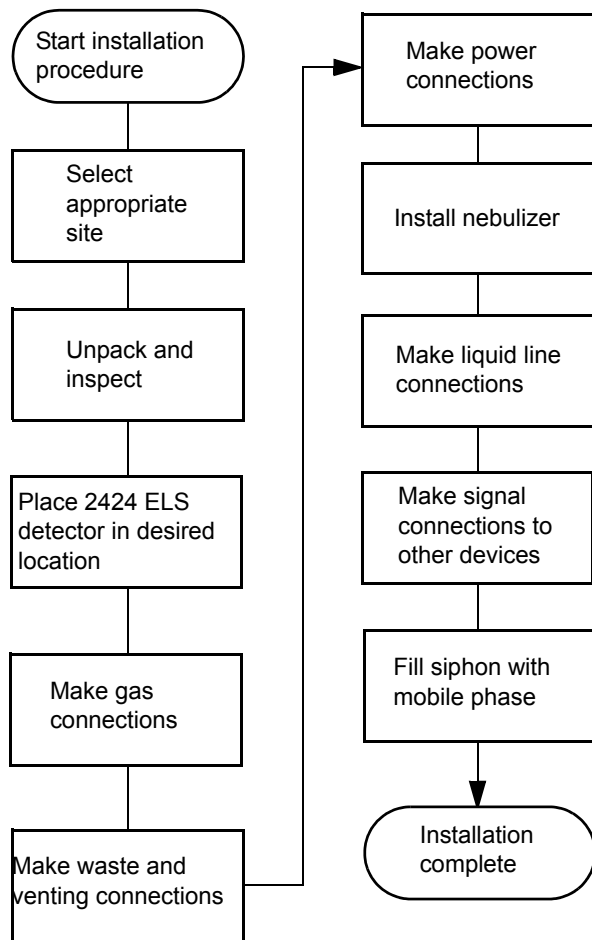 Start installation
procedure
Select
appropriate
site
Unpack and
inspect
Place 2424 ELS
detector in desired
location
Make gas
connections
Make waste and
venting connections
Make power
connections
Install nebulizer
Make liquid line
connections
Make signal
connections to
other devices
Fill siphon with
mobile phase
Installation
complete